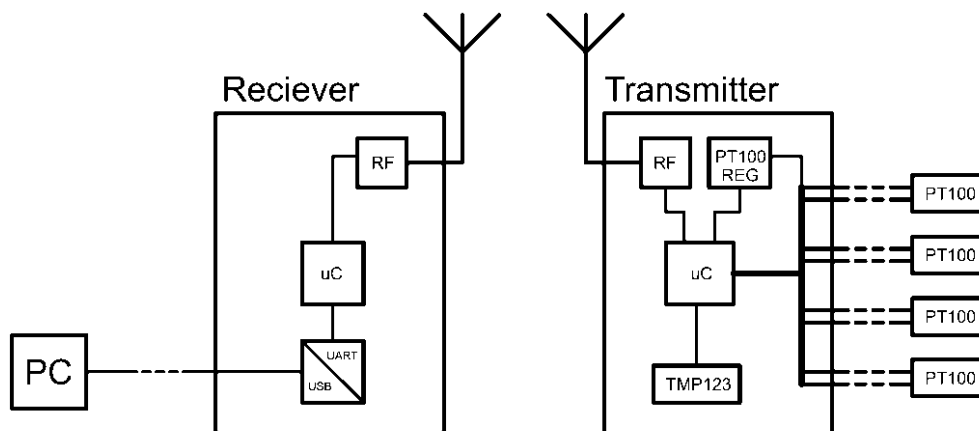 Reciever
Transmitter
RF
RF
PT100
REG
PT100
PT100
uC
uC
PT100
UART
USB
PC
TMP123
PT100